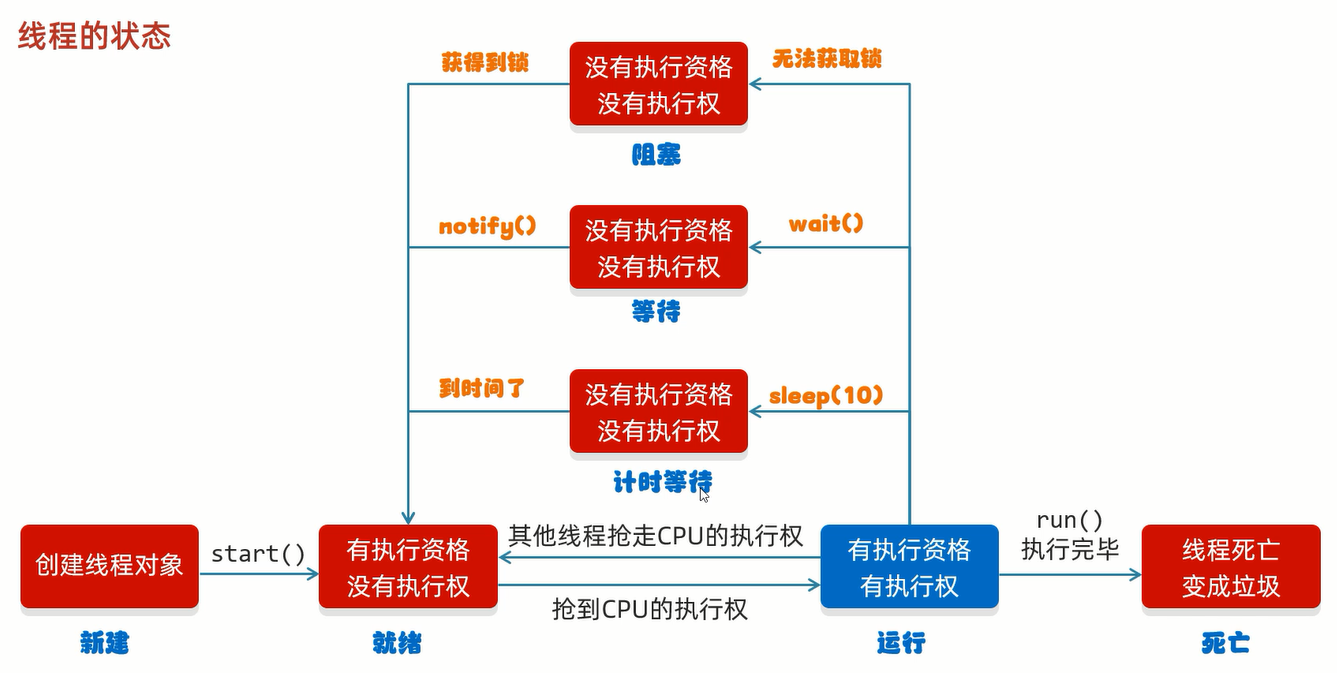 线程的状态
获得到锁
没有执行资格
没有执行权
无法获取锁
阻塞
notify()
没有执行资格
没有执行权
wait()
等待
到时间了
没有执行资格
没有执行权
sleep(10)
计时等待
创建线程对象
start()
有执行资格
没有执行权
其他线程抢走CPU的执行权
抢到CPU的执行权
有执行资格
有执行权
run()
执行完毕
线程死亡
变成垃圾
新建
就绪
运行
死亡